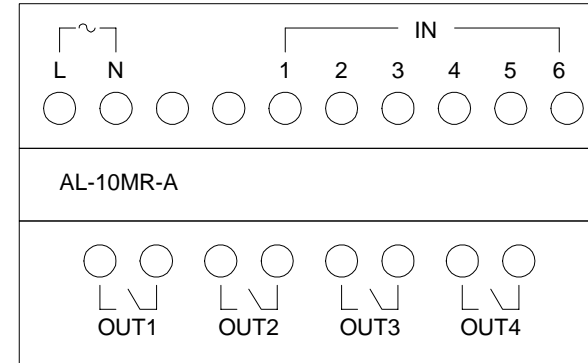 IN
L N 1 2 3 4 5 6
AL-10MR-A
OUT1 OUT2 OUT3 OUT4